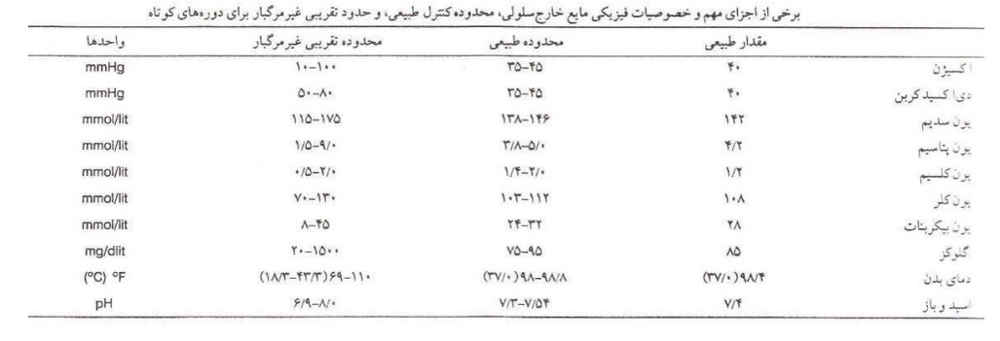 برخی از اجزای مهم و خصوصیات فیزیکی مایع خارج‌سلولی، محدوده کنترل طبیعی، و حدود تقریبی غیرمرگبار برای دوره‌های کوتاه
مقدار طبیعی محدوده طبیعی محدوده تقریبی غیرمرگبار واحدها
اکسیژن ۴۰ ۳۵-۴۵ ۱۰-۱۰۰ mmHg
دی‌اکسیدکربن ۴۰ ۳۵-۴۵ ۵۰-۸۰ mmHg
یون سدیم ۱۴۲ ۱۳۸-۱۴۶ ۱۱۵-۱۷۵ mmol/lit
یون پتاسیم ۴/۲ ۳/۸-۵/۰ ۱/۵-۹/۰ mmol/lit
یون کلسیم ۱/۲ ۱/۴-۲/۰ ۰/۵-۲/۰ mmol/lit
یون کلر ۱۰۸ ۱۰۳-۱۱۲ ۷۰-۱۳۰ mmol/lit
یون بیکربنات ۲۸ ۲۴-۳۲ ۸-۴۵ mmol/lit
گلوکز ۸۵ ۷۵-۹۵ ۲۰-۱۵۰۰ mg/dlit
دمای بدن ۹۸/۴ (۳۷/۰) ۹۸-۹۸/۸ (۳۷/۰) ۶۹-۱۱۰ (۱۸/۳-۴۳/۳) (°C) °F
اسید و باز ۷/۴ ۷/۳-۷/۵۴ ۶/۹-۸/۰ pH